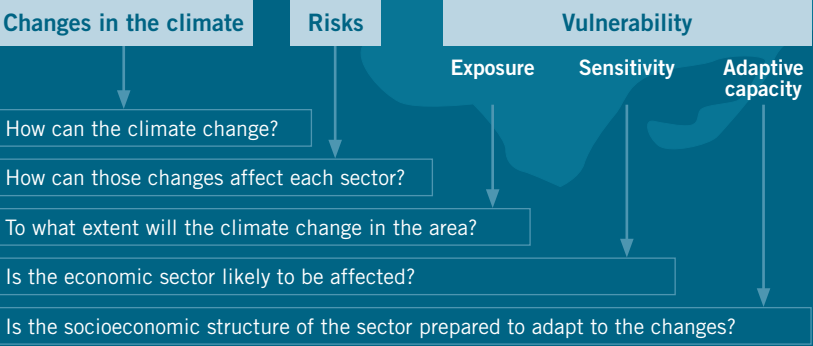 Changes in the climate
Risks
Vulnerability
Exposure
Sensitivity
Adaptive
capacity
How can the climate change?
How can those changes affect each sector?
To what extent will the climate change in the area?
Is the economic sector likely to be affected?
Is the socioeconomic structure of the sector prepared to adapt to the changes?